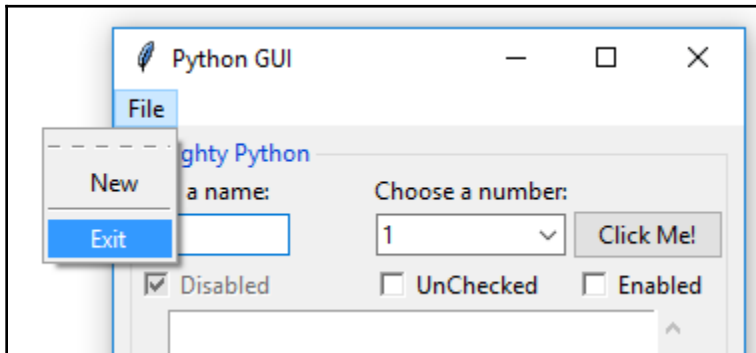 Python GUI
File
ghty Python
New
a name:
Choose a number:
Exit
1
Click Me!
Disabled
UnChecked
Enabled